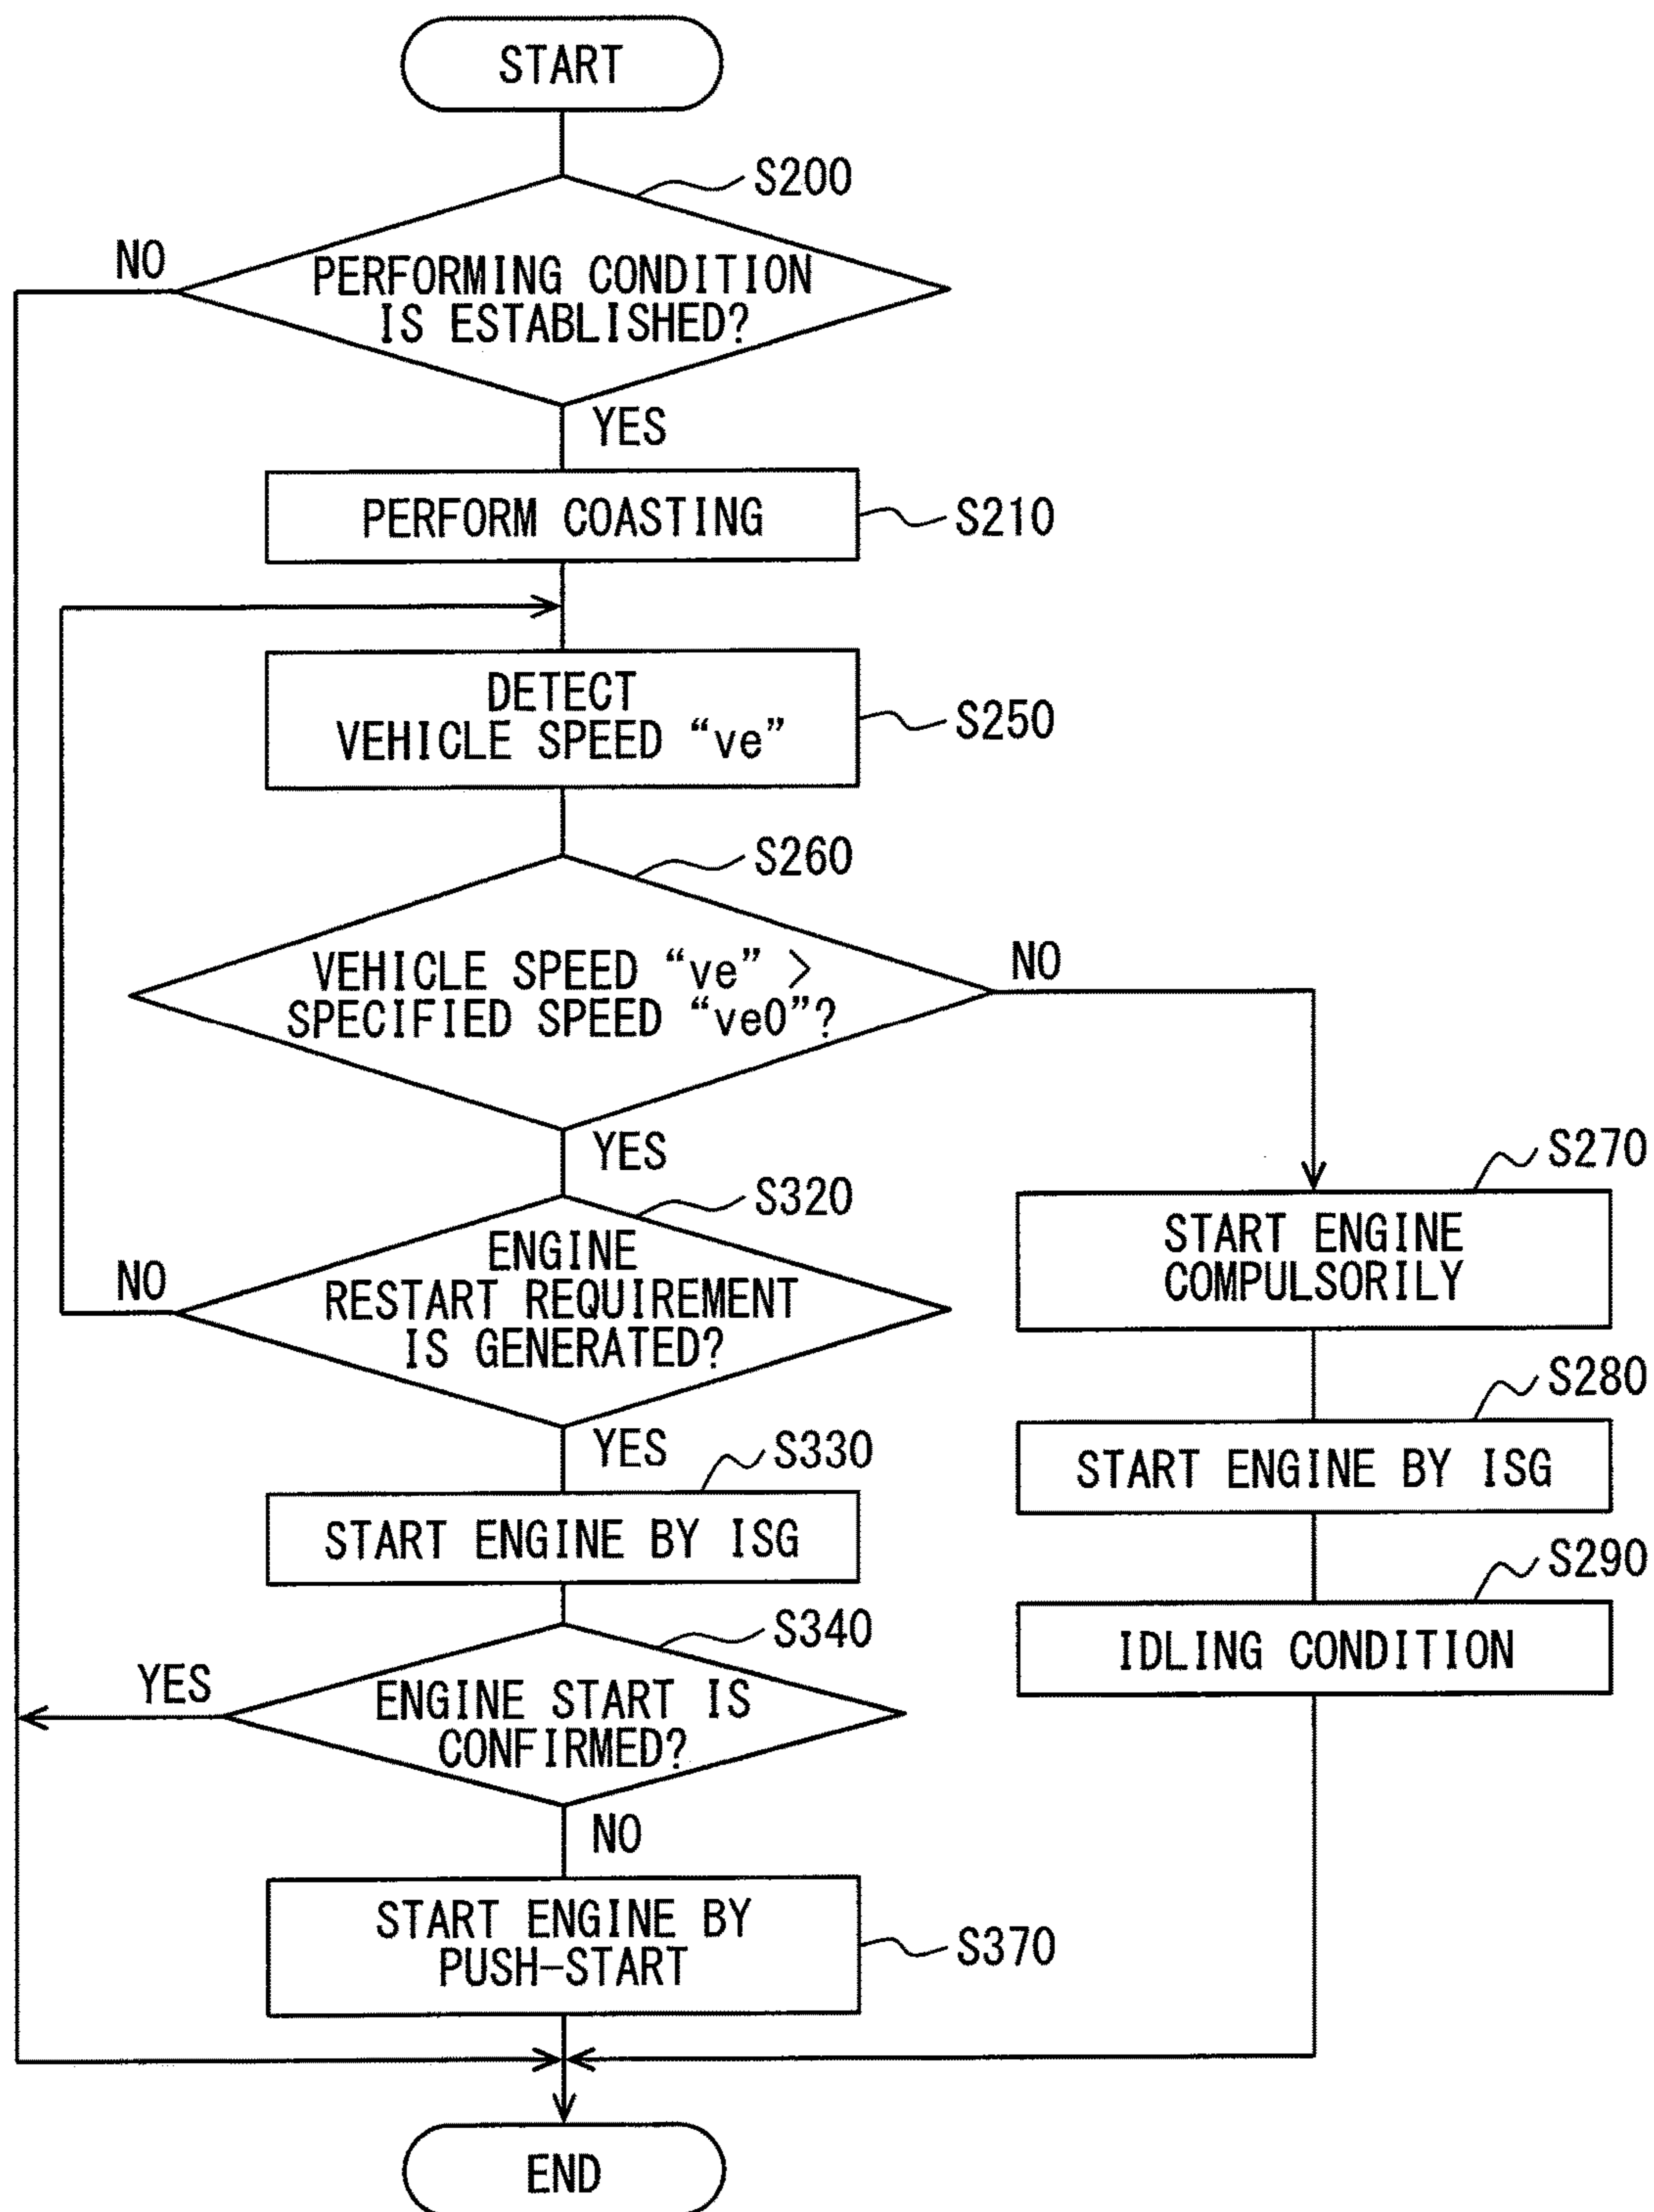 START
S200
NO
PERFORMING CONDITION
IS ESTABLISHED?
YES
PERFORM COASTING
S210
DETECT
VEHICLE SPEED “ve”
S250
S260
VEHICLE SPEED “ve” >
SPECIFIED SPEED “ve0”?
NO
YES
S270
START ENGINE
COMPULSORILY
S320
ENGINE
RESTART REQUIREMENT
IS GENERATED?
NO
YES
S280
START ENGINE BY ISG
S330
START ENGINE BY ISG
S290
IDLING CONDITION
S340
YES
ENGINE START IS
CONFIRMED?
NO
START ENGINE BY
PUSH-START
S370
END